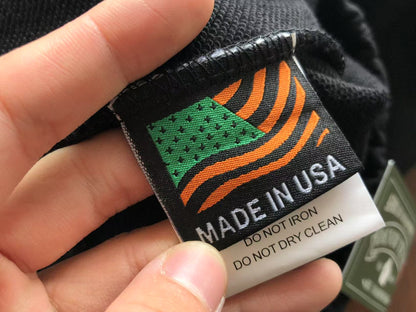 MADE IN USA
DO NOT IRON
DO NOT DRY CLEAN